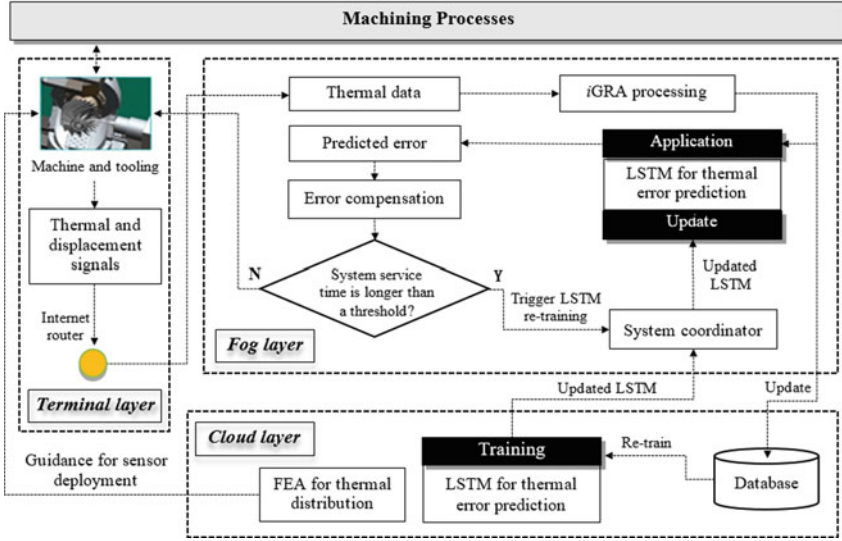 Machining Processes
Machine and tooling
Thermal and
displacement
signals
Internet
router
Terminal layer
Thermal data
iGRA processing
Predicted error
Application
LSTM for thermal
error prediction
Update
Error compensation
System service
time is longer than
a threshold?
N
Y
Trigger LSTM
re-training
Updated
LSTM
System coordinator
Fog layer
Updated LSTM
Update
Cloud layer
Guidance for sensor
deployment
FEA for thermal
distribution
Training
LSTM for thermal
error prediction
Re-train
Database